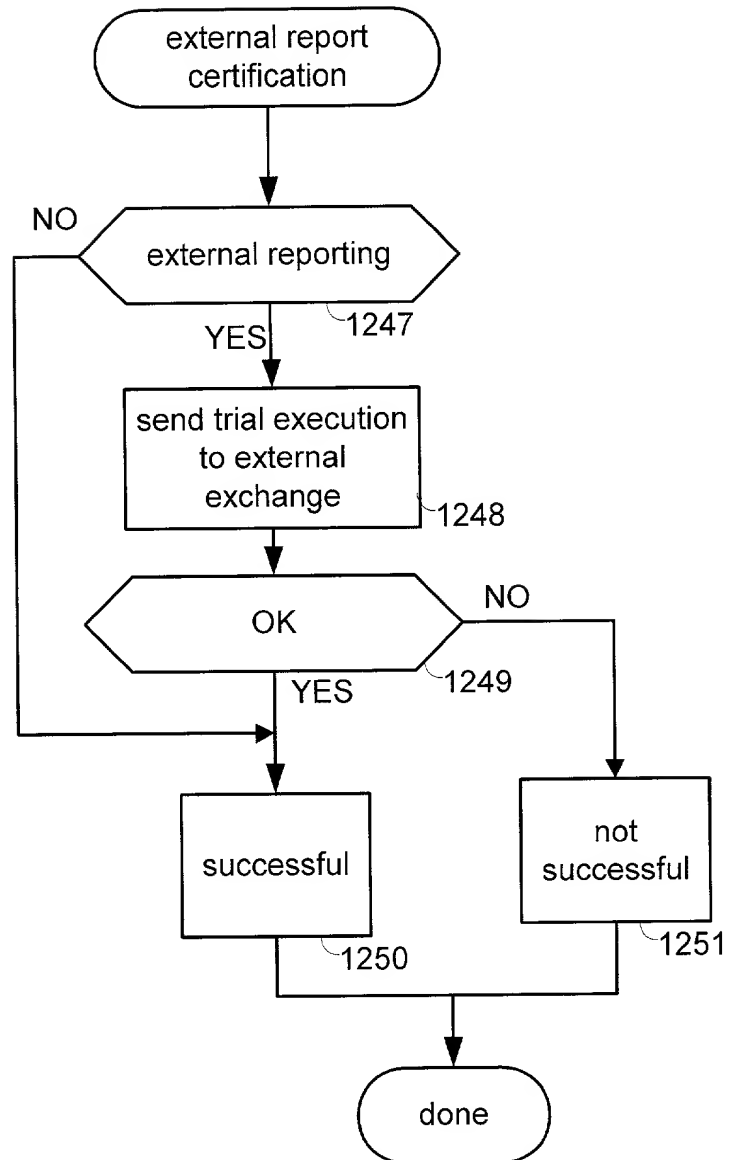 external report
certification
NO
external reporting
1247
YES
send trial execution
to external
exchange
1248
OK
NO
1249
YES
successful
1250
not
successful
1251
done